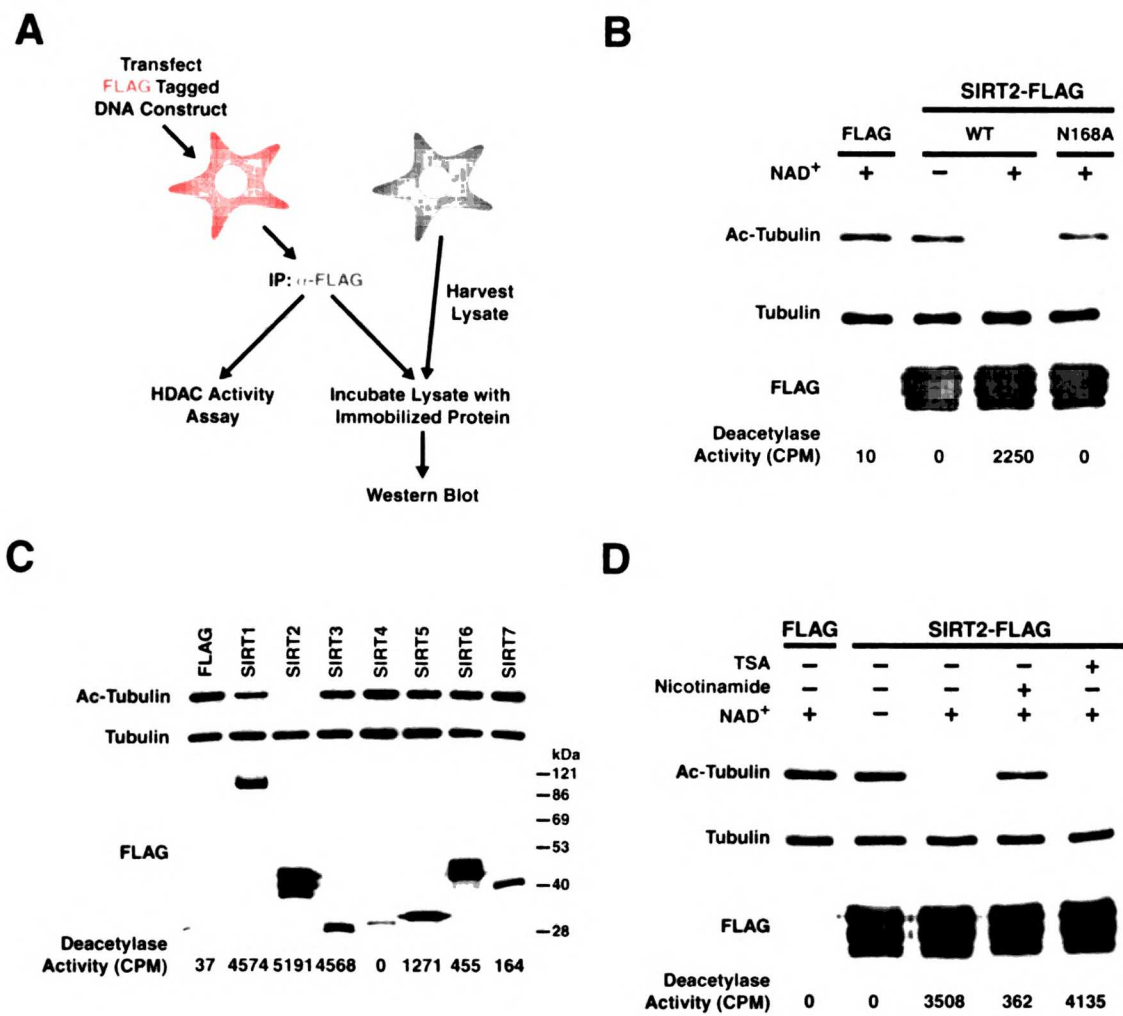 A
Transfect
FLAG Tagged
DNA Construct
IP: α-FLAG
Harvest
Lysate
HDAC Activity
Assay
Incubate Lysate with
Immobilized Protein
Western Blot
B
SIRT2-FLAG
FLAG WT N168A
NAD+ + − + +
Ac-Tubulin
Tubulin
FLAG
Deacetylase
Activity (CPM) 10 0 2250 0
C
FLAG SIRT1 SIRT2 SIRT3 SIRT4 SIRT5 SIRT6 SIRT7
Ac-Tubulin
Tubulin
kDa
−121
−86
−69
FLAG
−53
−40
−28
Deacetylase
Activity (CPM) 37 4574 5191 4568 0 1271 455 164
D
FLAG SIRT2-FLAG
TSA − − − − +
Nicotinamide − − − + −
NAD+ + − + + +
Ac-Tubulin
Tubulin
FLAG
Deacetylase
Activity (CPM) 0 0 3508 362 4135